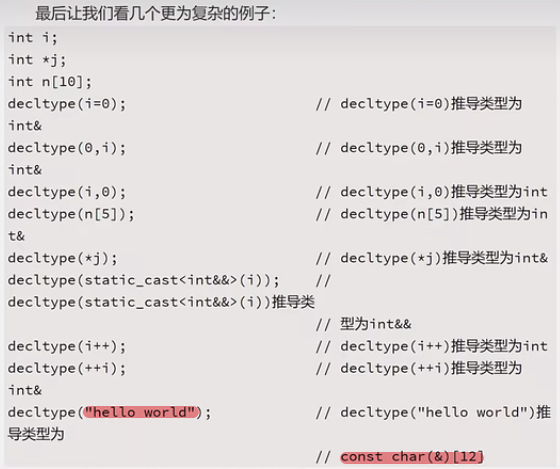 最后让我们看几个更为复杂的例子：
int i;
int *j;
int n[10];
decltype(i=0); // decltype(i=0)推导类型为
int&
decltype(0,i); // decltype(0,i)推导类型为
int&
decltype(i,0); // decltype(i,0)推导类型为int
decltype(n[5]); // decltype(n[5])推导类型为in
t&
decltype(*j); // decltype(*j)推导类型为int&
decltype(static_cast<int&&>(i)); //
decltype(static_cast<int&&>(i))推导类
// 型为int&&
decltype(i++); // decltype(i++)推导类型为int
decltype(++i); // decltype(++i)推导类型为
int&
decltype("hello world"); // decltype("hello world")推
导类型为
// const char(&)[12]